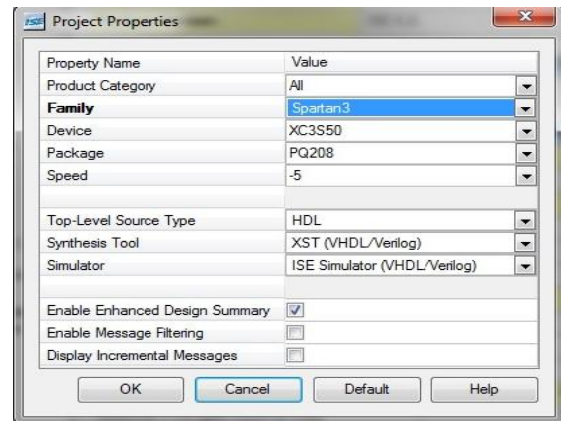 ISE Project Properties
Property Name Value
Product Category All
Family Spartan3
Device XC3S50
Package PQ208
Speed -5
Top-Level Source Type HDL
Synthesis Tool XST (VHDL/Verilog)
Simulator ISE Simulator (VHDL/Verilog)
Enable Enhanced Design Summary
Enable Message Filtering
Display Incremental Messages
OK Cancel Default Help